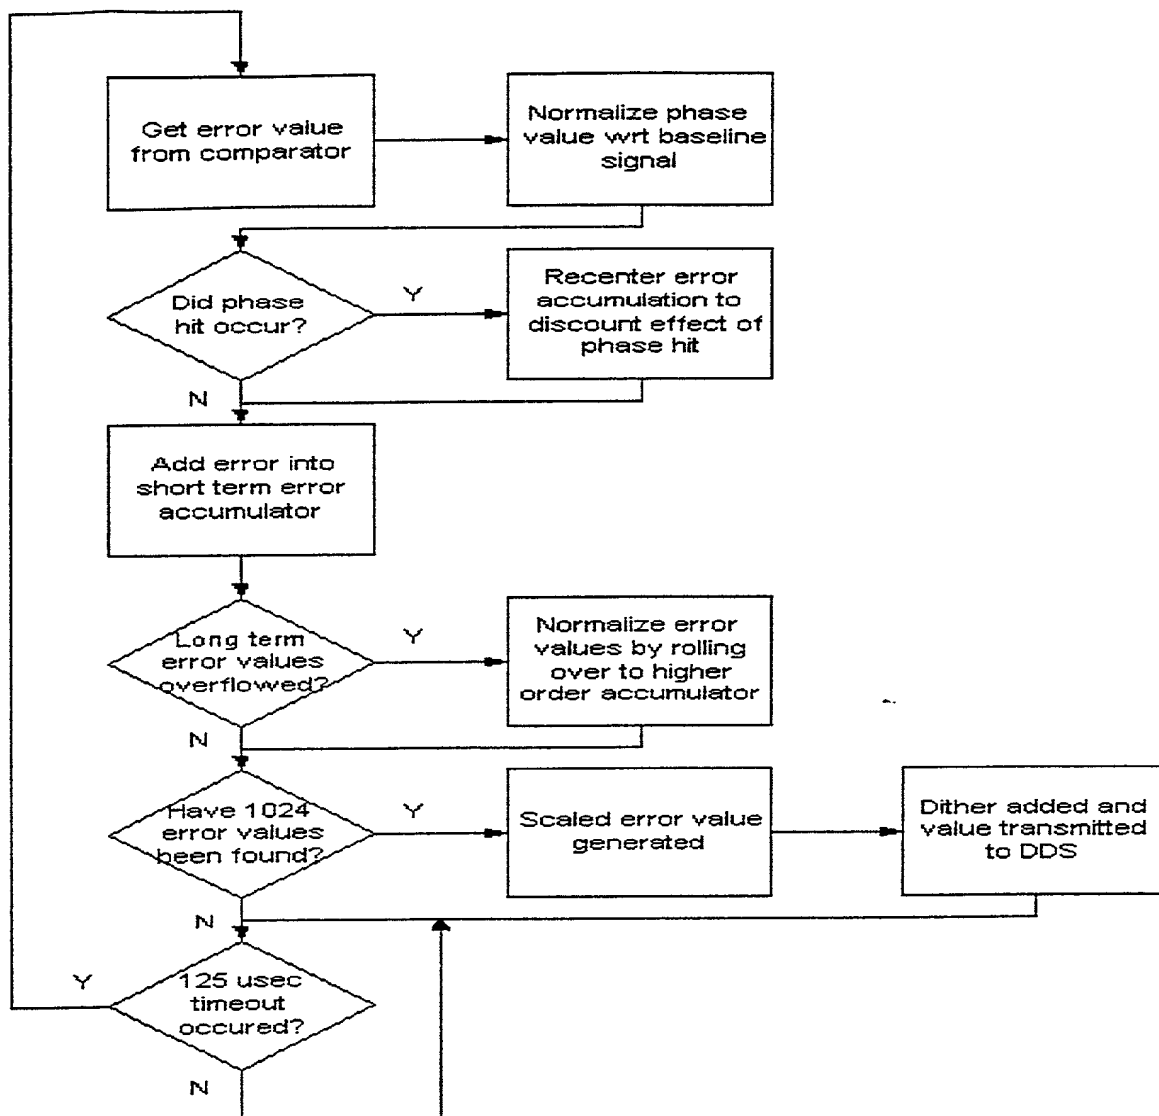 Get error value
from comparator
Normalize phase
value wrt baseline
signal
Did phase
hit occur?
Y
Recenter error
accumulation to
discount effect of
phase hit
N
Add error into
short term error
accumulator
Long term
error values
overflowed?
Y
Normalize error
values by rolling
over to higher
order accumulator
N
Have 1024
error values
been found?
Y
Scaled error value
generated
Dither added and
value transmitted
to DDS
N
Y
125 usec
timeout
occured?
N